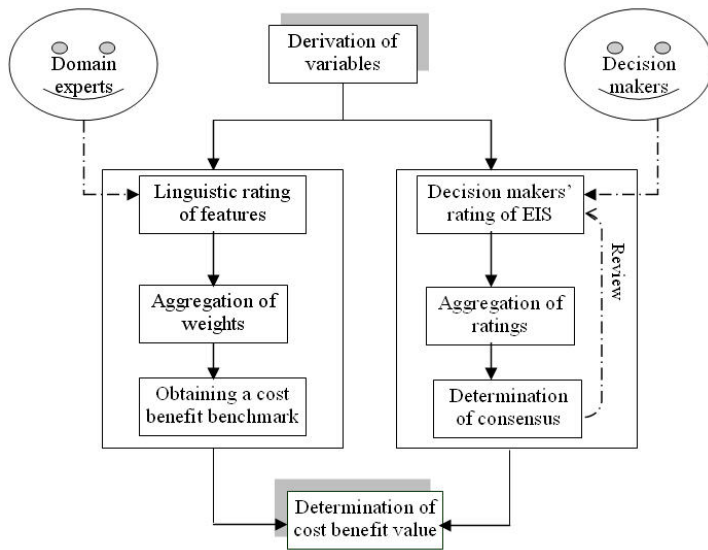 Domain
experts
Derivation of
variables
Decision
makers
Linguistic rating
of features
Decision makers’
rating of EIS
Review
Aggregation of
weights
Aggregation of
ratings
Obtaining a cost
benefit benchmark
Determination
of consensus
Determination of
cost benefit value